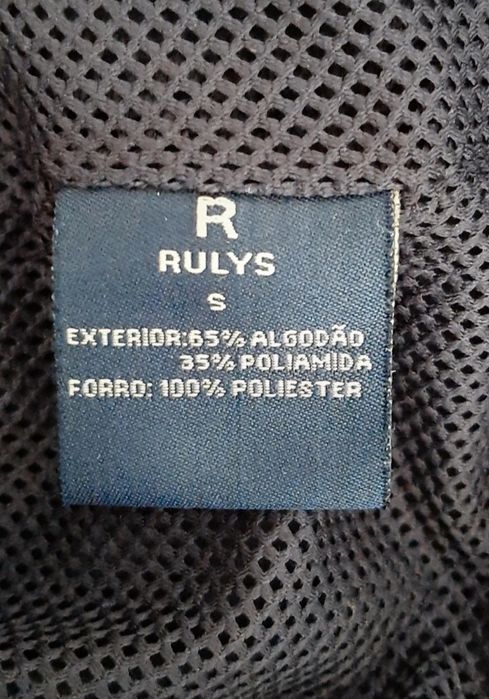 R
RULYS
S
EXTERIOR:65% ALGODÃO
35% POLIAMIDA
FORRO: 100% POLIESTER